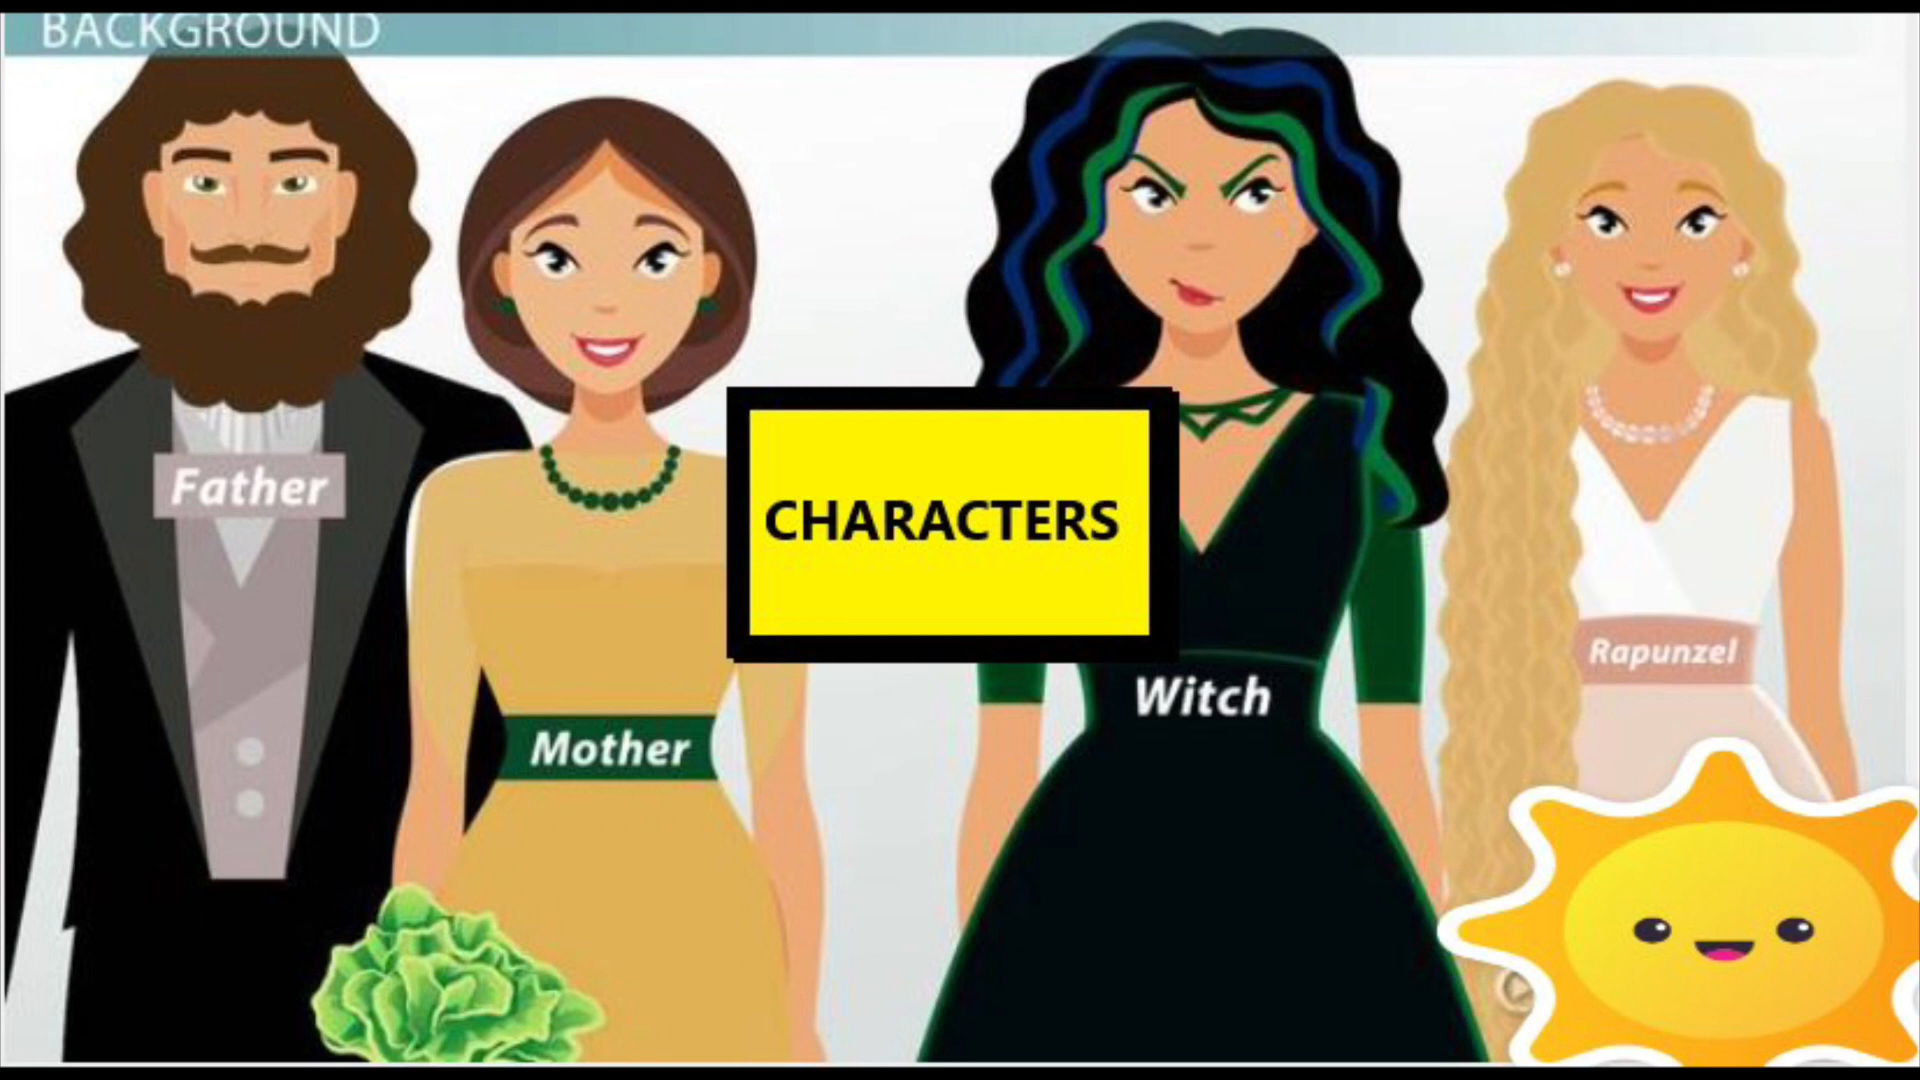 BACKGROUND
Father
CHARACTERS
Rapunzel
Witch
Mother